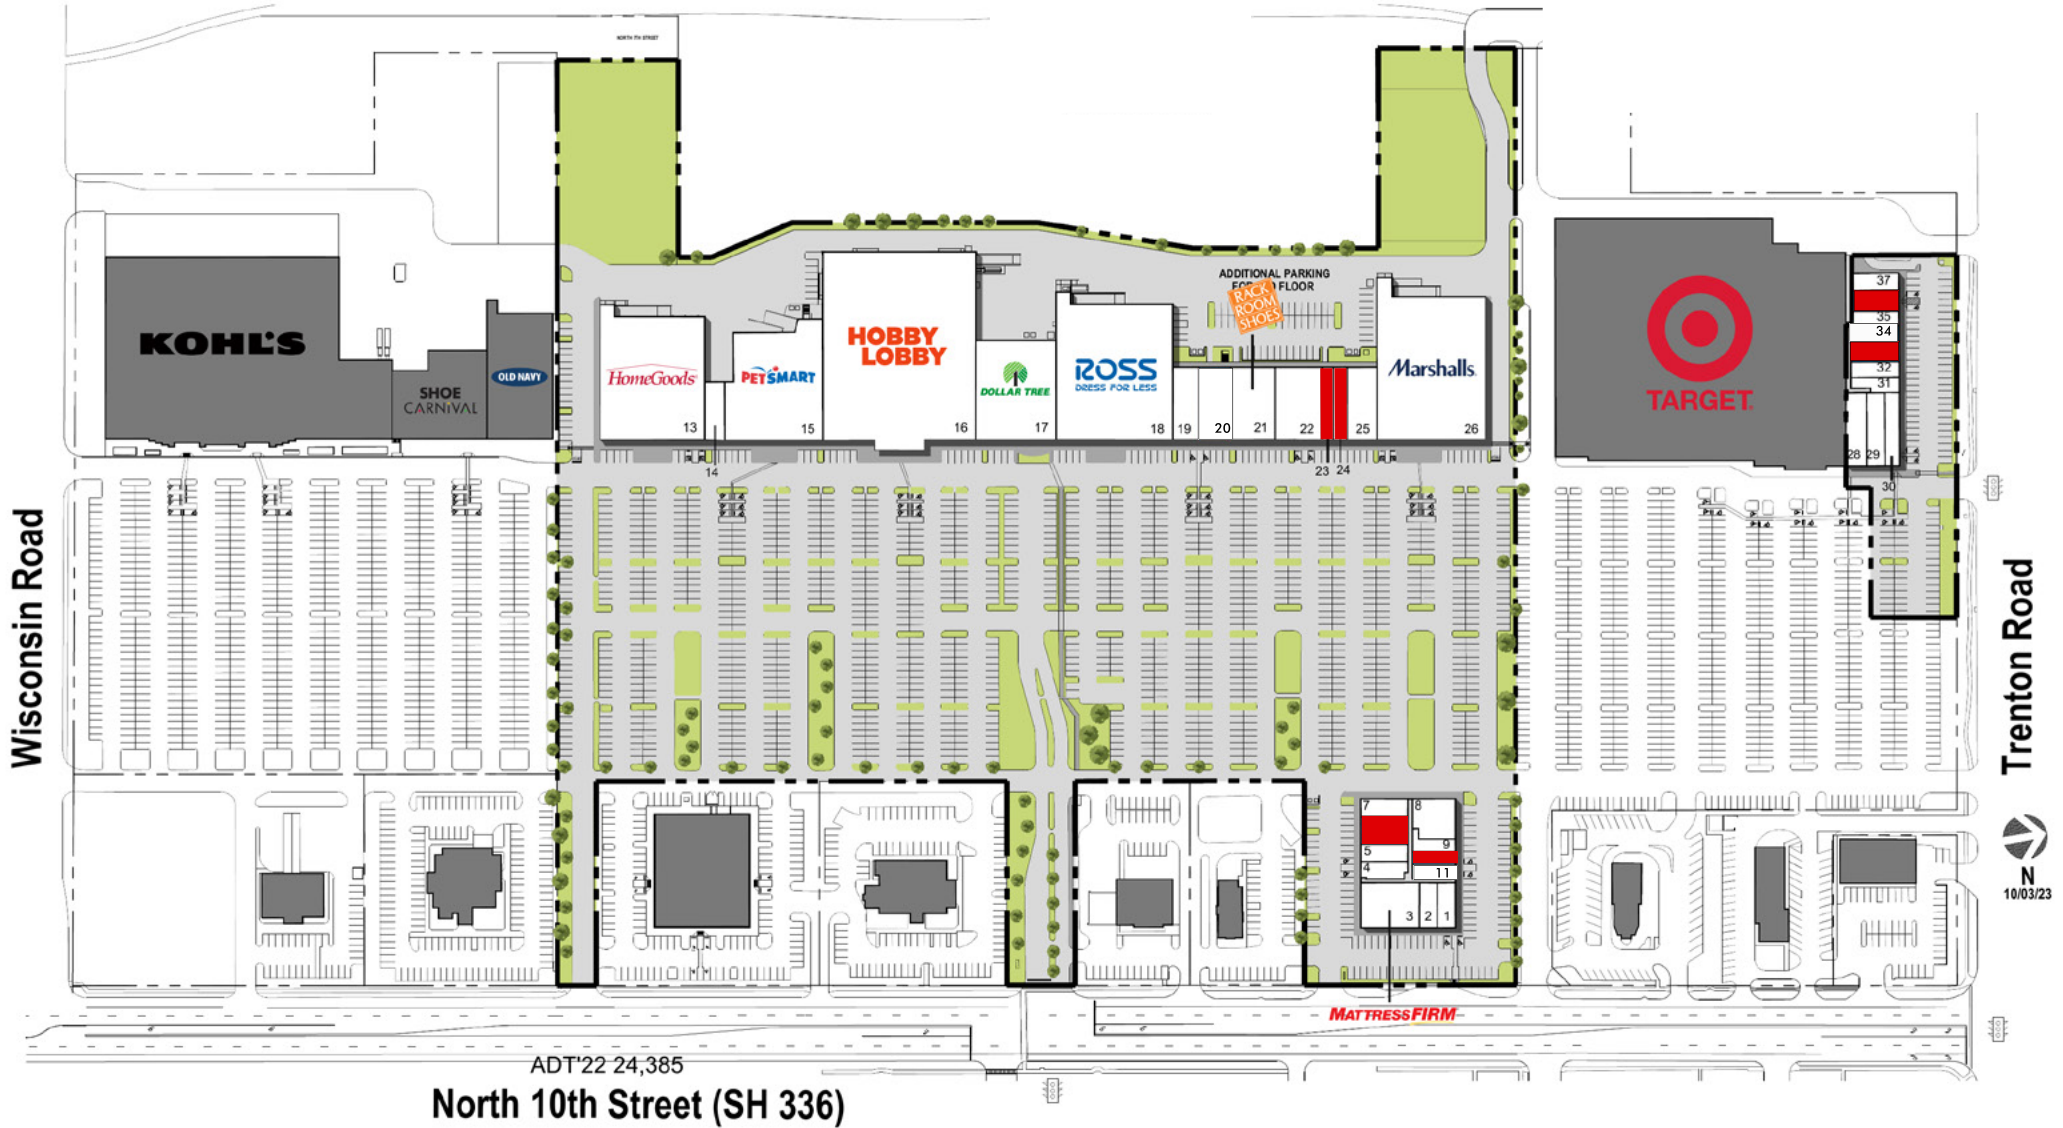 NORTH 7TH STREET
ADDITIONAL PARKING
FOR
FLOOR
RACK
ROOM
SHOES
KOHL'S
SHOE
CARNIVAL
OLD NAVY
HomeGoods
13
14
PETSMART
15
HOBBY
LOBBY
16
DOLLAR TREE
17
ROSS
DRESS FOR LESS
18
19
20
21
22
23
24
25
Marshalls.
26
TARGET
37
35
34
32
31
28
29
30
Wisconsin Road
Trenton Road
N
10/03/23
7
8
5
9
4
11
3
2
1
MATTRESSFIRM
ADT'22 24,385
North 10th Street (SH 336)